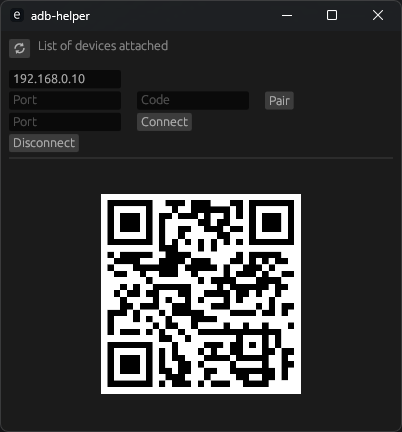 e adb-helper
List of devices attached
192.168.0.10
Port Code Pair
Port Connect
Disconnect